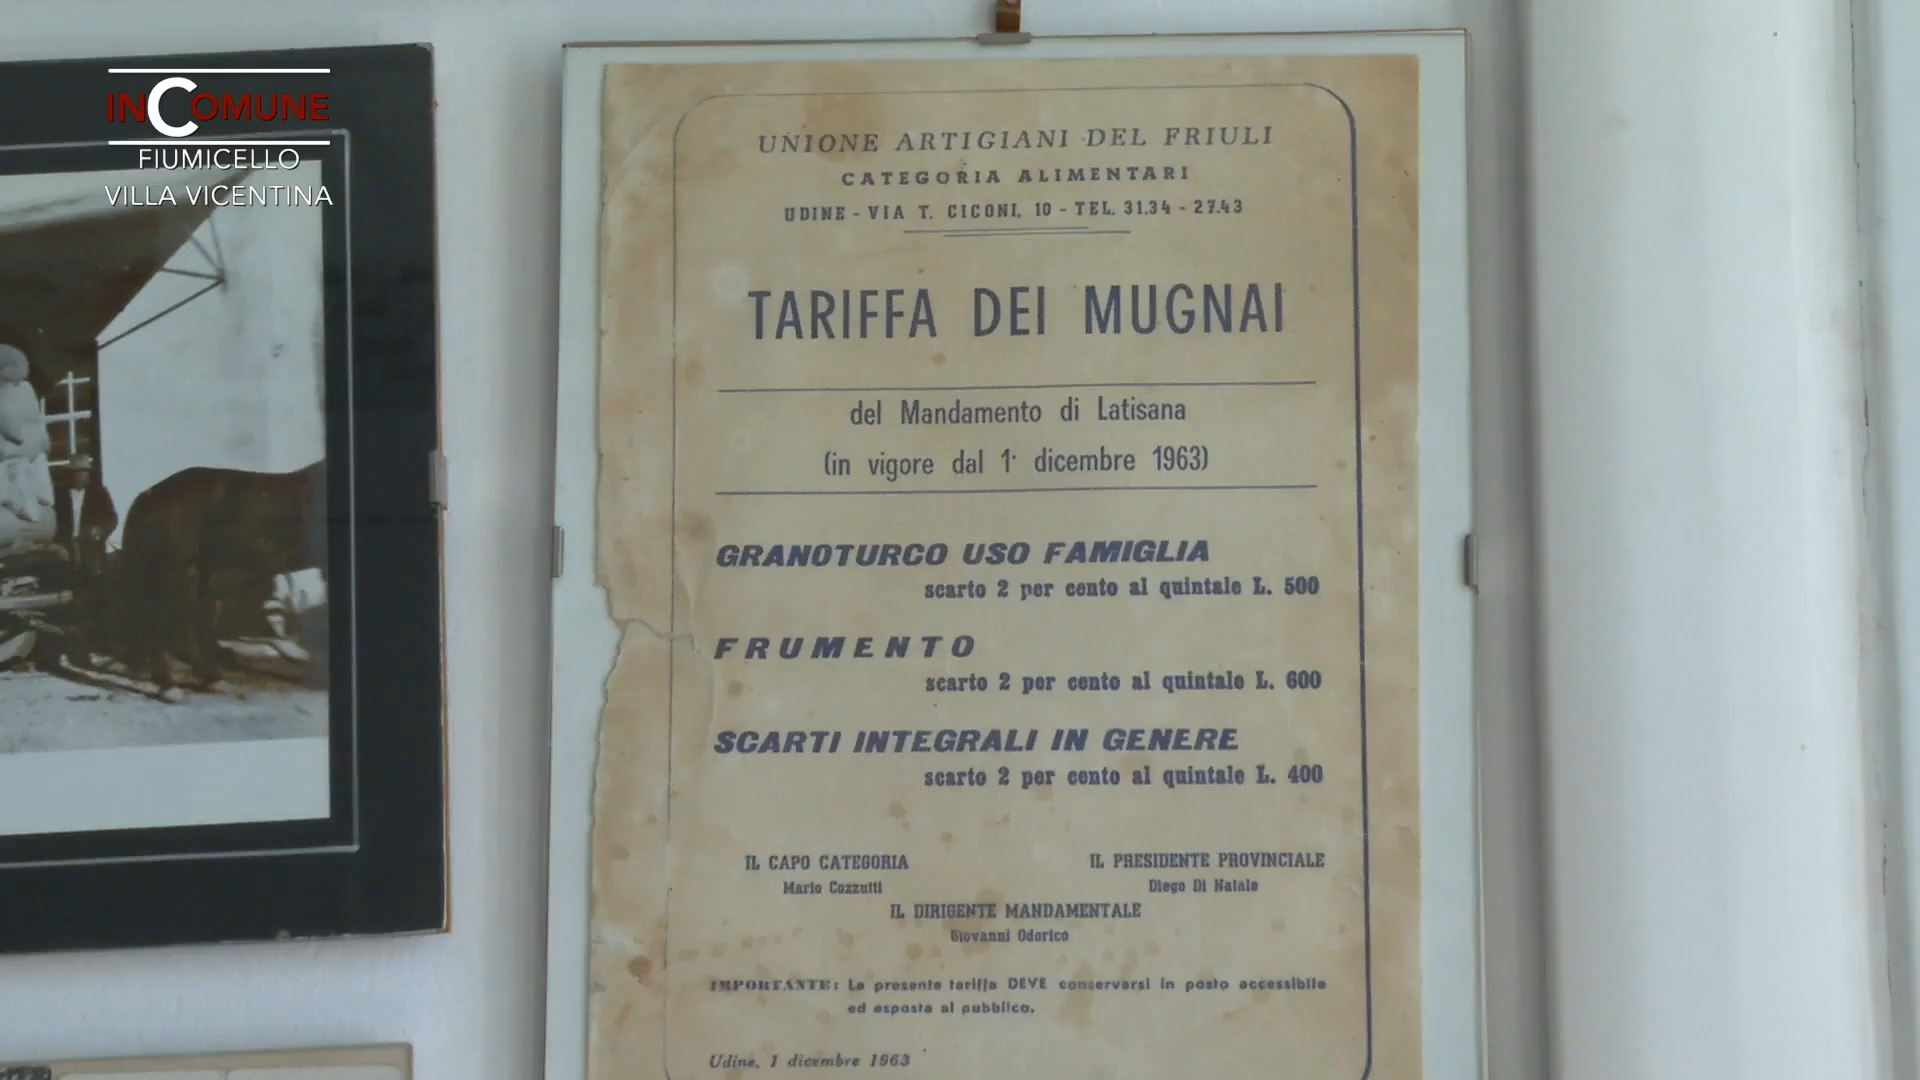 INCOMUNE
FIUMICELLO
VILLA VICENTINA
UNIONE ARTIGIANI DEL FRIULI
CATEGORIA ALIMENTARI
UDINE - VIA T. CICONI, 10 - TEL. 31.34 - 27.43
TARIFFA DEI MUGNAI
del Mandamento di Latisana
(in vigore dal 1° dicembre 1963)
GRANOTURCO USO FAMIGLIA
scarto 2 per cento al quintale L. 500
FRUMENTO
scarto 2 per cento al quintale L. 600
SCARTI INTEGRALI IN GENERE
scarto 2 per cento al quintale L. 400
IL CAPO CATEGORIA
Mario Cozzutti
IL PRESIDENTE PROVINCIALE
Diego Di Natale
IL DIRIGENTE MANDAMENTALE
Giovanni Odorico
IMPORTANTE: La presente tariffa DEVE conservarsi in posto accessibile
ed esposta al pubblico.
Udine, 1 dicembre 1963